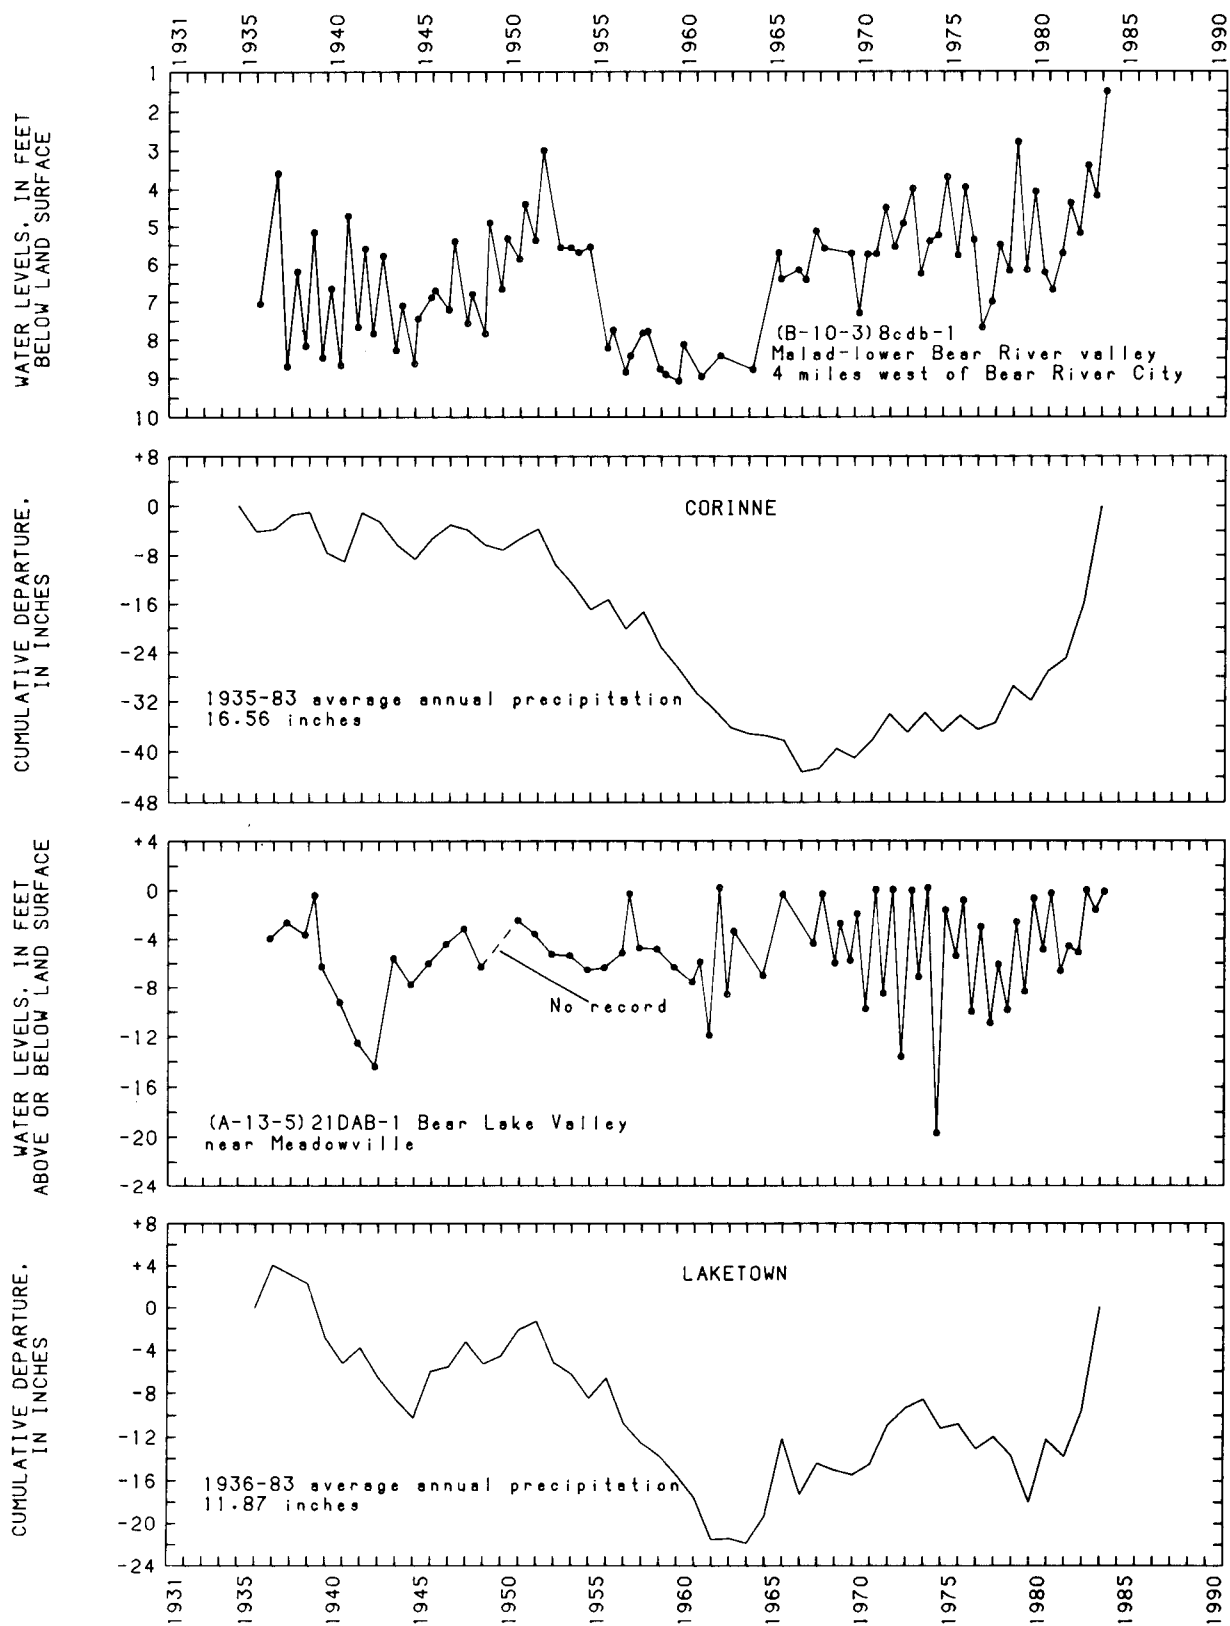 1931 1935 1940 1945 1950 1955 1960 1965 1970 1975 1980 1985 1990
WATER LEVELS, IN FEET
BELOW LAND SURFACE
1
2
3
4
5
6
7
8
9
10
(B-10-3)8cdb-1
Malad-lower Bear River valley
4 miles west of Bear River City
CUMULATIVE DEPARTURE,
IN INCHES
+8
0
-8
-16
-24
-32
-40
-48
CORINNE
1935-83 average annual precipitation
16.56 inches
WATER LEVELS, IN FEET
ABOVE OR BELOW LAND SURFACE
+4
0
-4
-8
-12
-16
-20
-24
No record
(A-13-5)21DAB-1 Bear Lake Valley
near Meadowville
CUMULATIVE DEPARTURE,
IN INCHES
+8
+4
0
-4
-8
-12
-16
-20
-24
LAKETOWN
1936-83 average annual precipitation
11.87 inches
1931 1935 1940 1945 1950 1955 1960 1965 1970 1975 1980 1985 1990